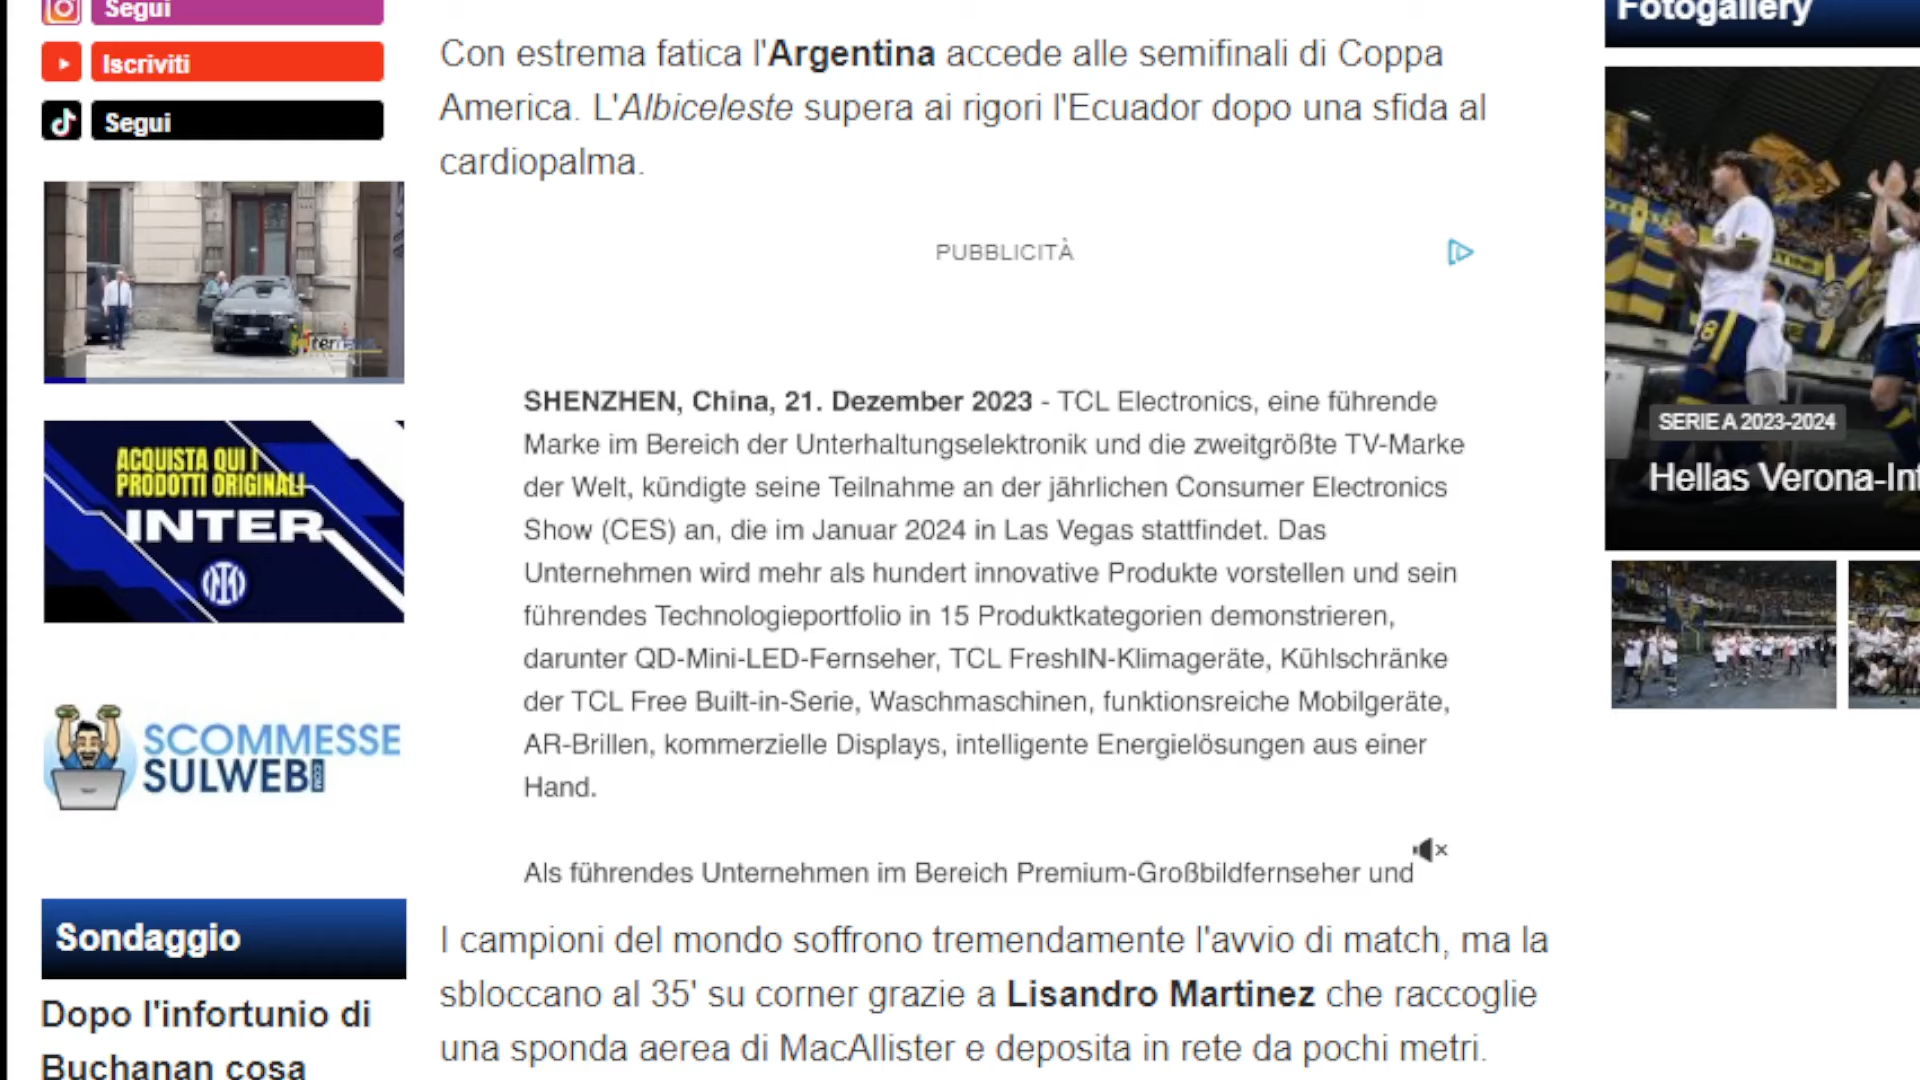 Segui
Iscriviti
Segui
ACQUISTA QUI I
PRODOTTI ORIGINALI
INTER
SCOMMESSE
SULWEB
Sondaggio
Dopo l'infortunio di
Buchanan cosa
Con estrema fatica l'Argentina accede alle semifinali di Coppa
America. L'Albiceleste supera ai rigori l'Ecuador dopo una sfida al
cardiopalma.
PUBBLICITÀ
SHENZHEN, China, 21. Dezember 2023 - TCL Electronics, eine führende
Marke im Bereich der Unterhaltungselektronik und die zweitgrößte TV-Marke
der Welt, kündigte seine Teilnahme an der jährlichen Consumer Electronics
Show (CES) an, die im Januar 2024 in Las Vegas stattfindet. Das
Unternehmen wird mehr als hundert innovative Produkte vorstellen und sein
führendes Technologieportfolio in 15 Produktkategorien demonstrieren,
darunter QD-Mini-LED-Fernseher, TCL FreshIN-Klimageräte, Kühlschränke
der TCL Free Built-in-Serie, Waschmaschinen, funktionsreiche Mobilgeräte,
AR-Brillen, kommerzielle Displays, intelligente Energielösungen aus einer
Hand.
Als führendes Unternehmen im Bereich Premium-Großbildfernseher und
I campioni del mondo soffrono tremendamente l'avvio di match, ma la
sbloccano al 35' su corner grazie a Lisandro Martinez che raccoglie
una sponda aerea di MacAllister e deposita in rete da pochi metri.
Fotogallery
8
SERIE A 2023-2024
Hellas Verona-Int